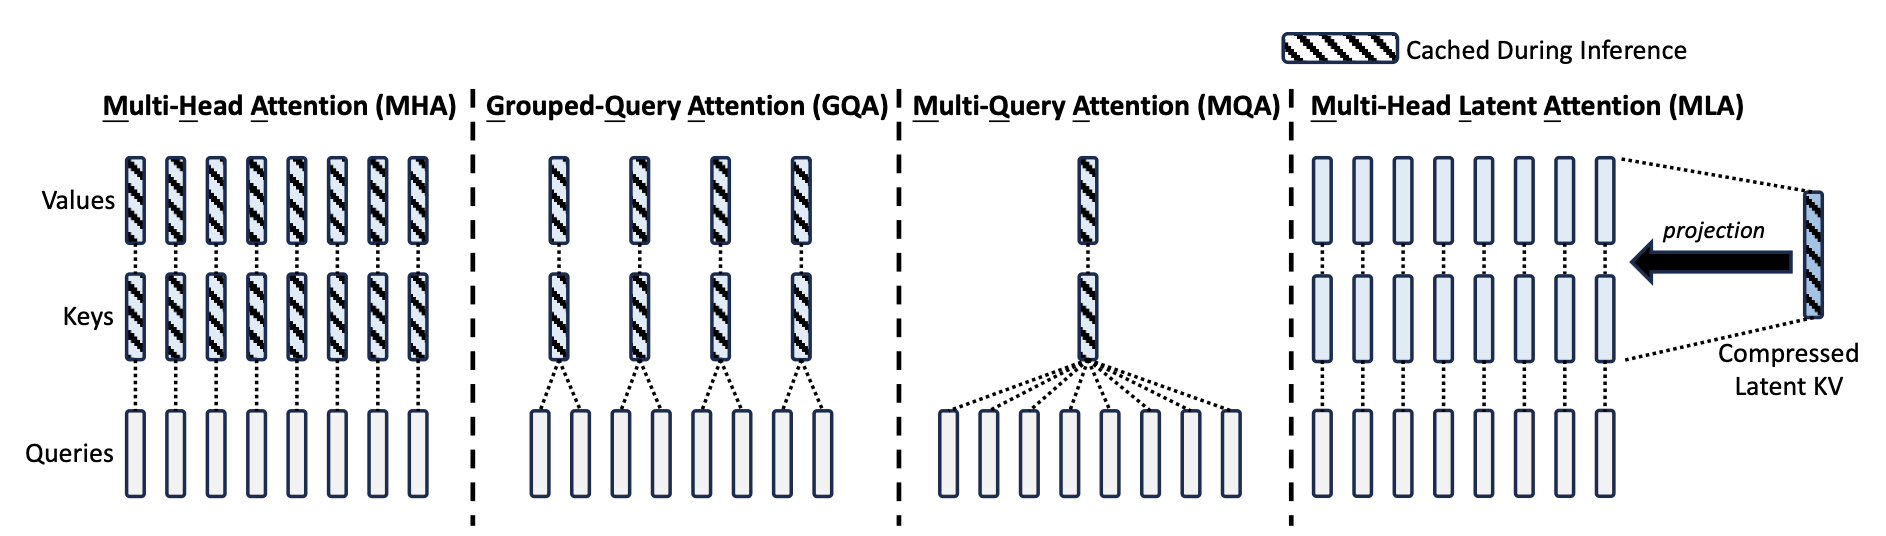 Cached During Inference
Multi-Head Attention (MHA)
Grouped-Query Attention (GQA)
Multi-Query Attention (MQA)
Multi-Head Latent Attention (MLA)
Values
Keys
Queries
projection
Compressed
Latent KV